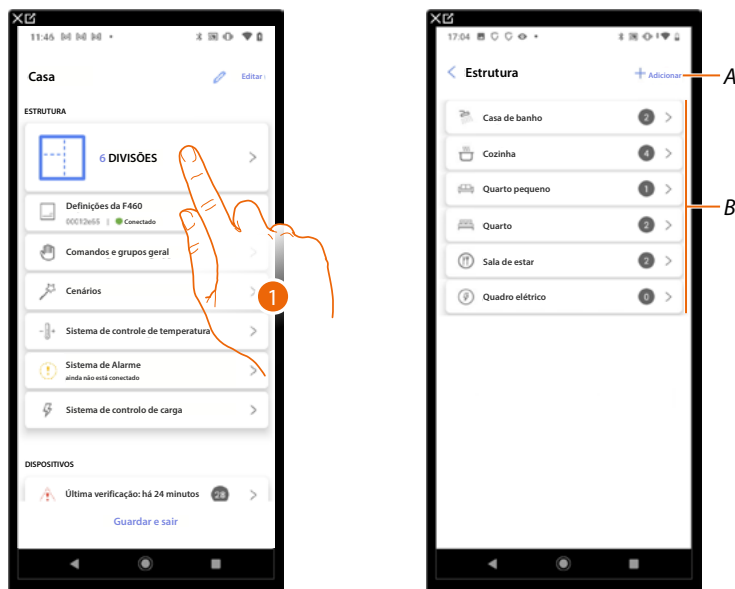 11:46
Casa
Editar
ESTRUTURA
6 DIVISÕES
Definições da F460
00C12e65 | Conectado
Comandos e grupos geral
Cenários
1
Sistema de controle de temperatura
Sistema de Alarme
ainda não está conectado
Sistema de controlo de carga
DISPOSITIVOS
Última verificação: há 24 minutos 28
Guardar e sair
17:04
Estrutura
+ Adicionar
A
Casa de banho 2
Cozinha 4
Quarto pequeno 1
B
Quarto 2
Sala de estar 2
Quadro elétrico 0